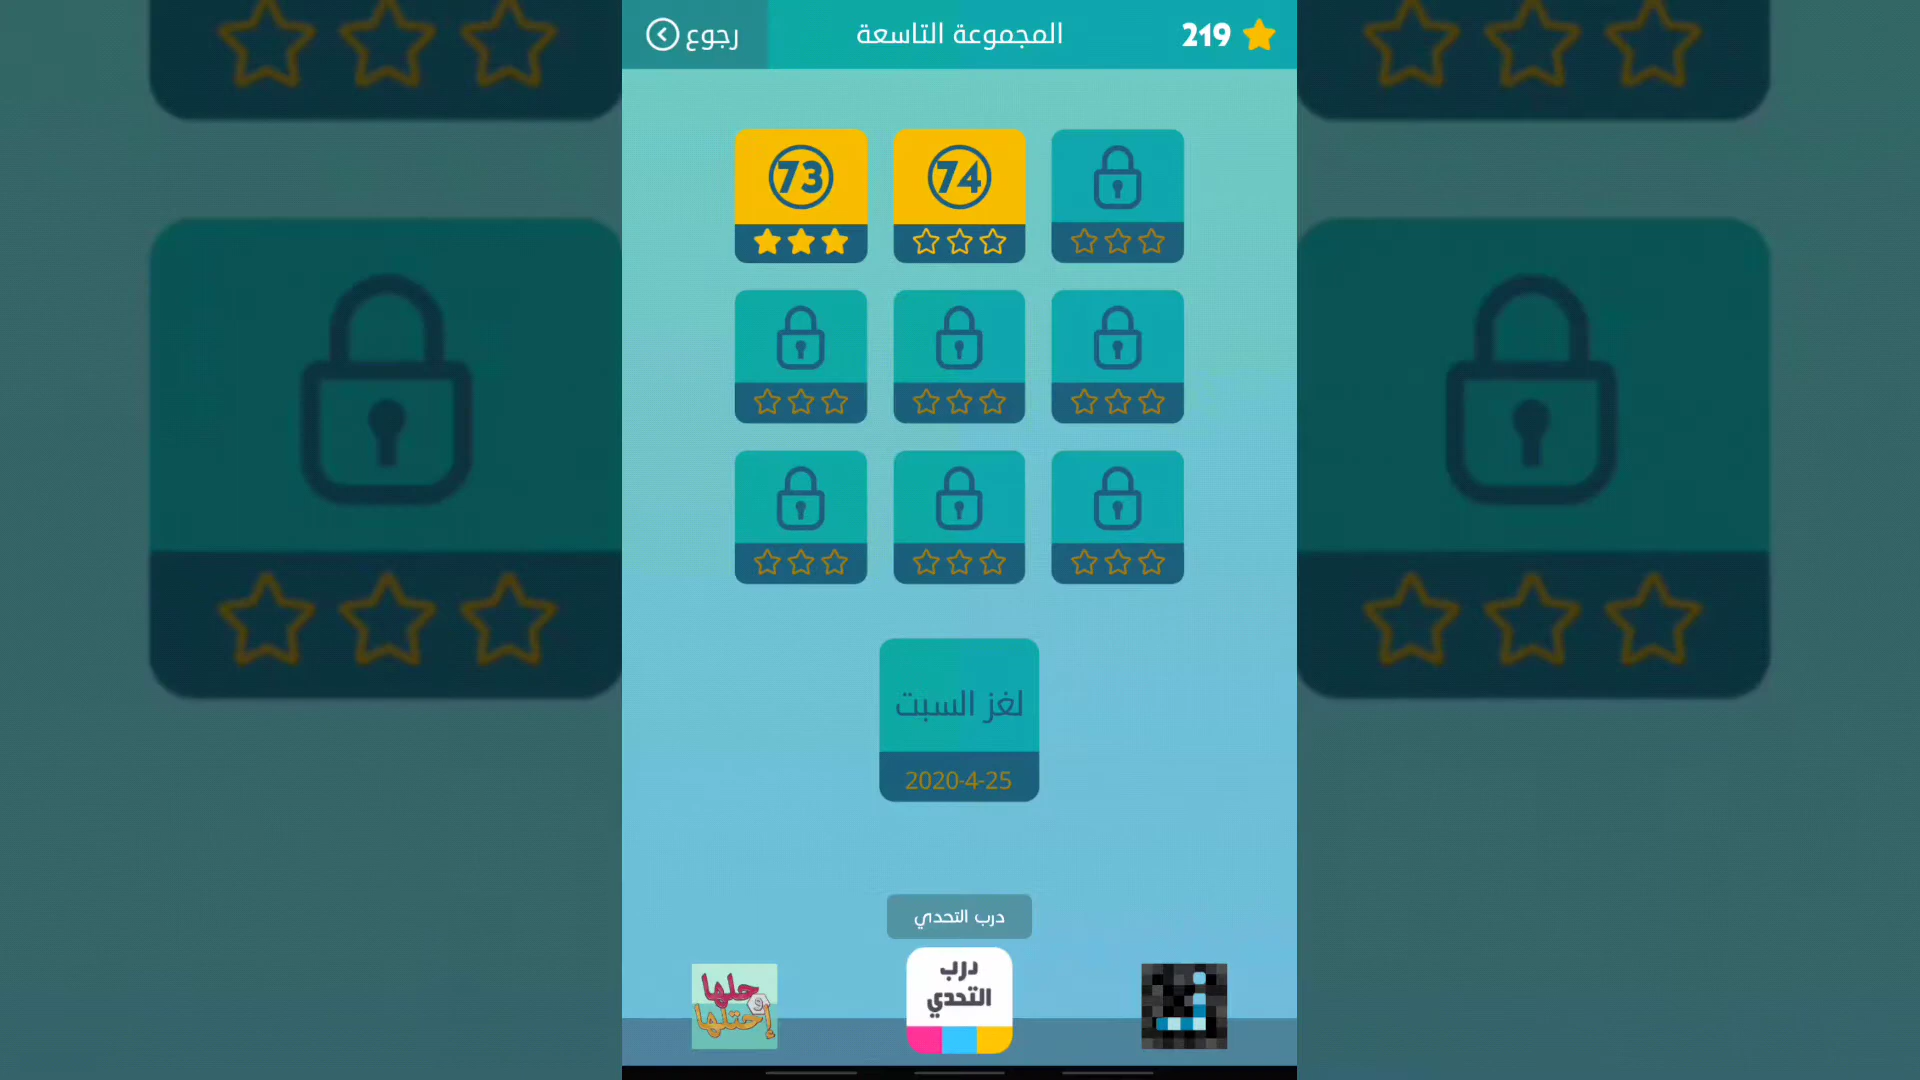 219
المجموعة التاسعة
رجوع
73
74
لغز السبت
2020-4-25
درب التحدي
درب
التحدي
حلها
و
إحتلها